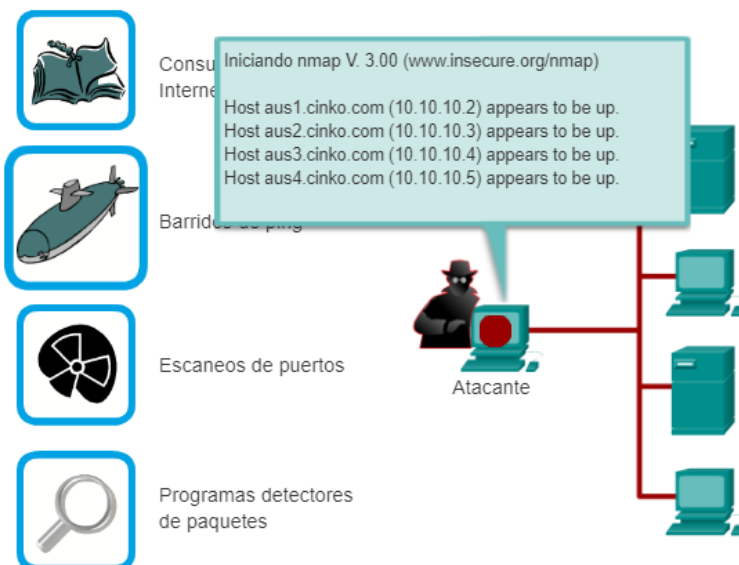 Consu
Interne
Iniciando nmap V. 3.00 (www.insecure.org/nmap)
Host aus1.cinko.com (10.10.10.2) appears to be up.
Host aus2.cinko.com (10.10.10.3) appears to be up.
Host aus3.cinko.com (10.10.10.4) appears to be up.
Host aus4.cinko.com (10.10.10.5) appears to be up.
Barridos de ping
Atacante
Escaneos de puertos
Programas detectores
de paquetes